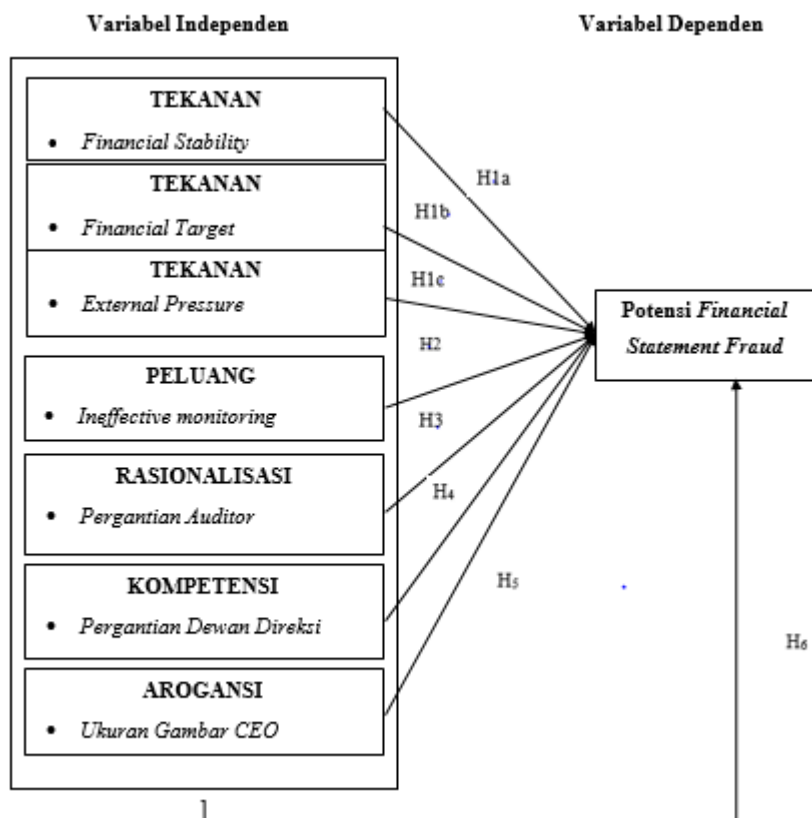 Variabel Independen
Variabel Dependen
TEKANAN
• Financial Stability
TEKANAN
• Financial Target
TEKANAN
• External Pressure
PELUANG
• Ineffective monitoring
RASIONALISASI
• Pergantian Auditor
KOMPETENSI
• Pergantian Dewan Direksi
AROGANSI
• Ukuran Gambar CEO
H1a
H1b
H1c
H2
H3
H4
H5
Potensi Financial
Statement Fraud
H6